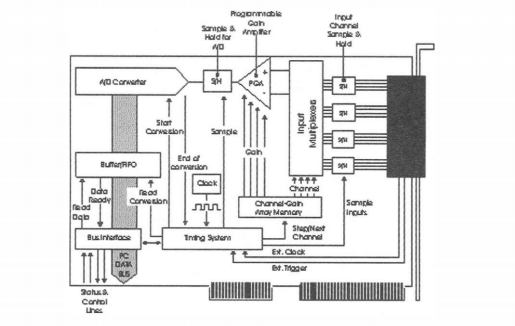 Programmable
Gain
Amplifier
Input
Channel
Sample &
Hold
Sample &
Hold for
A/D
A/D Converter
S/H
PGA
+
-
Input
Multiplexers
S/H
S/H
S/H
S/H
Start
Conversion
Sample
Gain
Buffer/FIFO
End of
conversion
Clock
Channel
Data
Ready
Read
Data
Read
Conversion
Channel-Gain
Array Memory
Sample
Inputs
Step/Next
Channel
Bus Interface
Timing System
Ext. Clock
Ext. Trigger
PC
DATA
BUS
Status &
Control
Lines